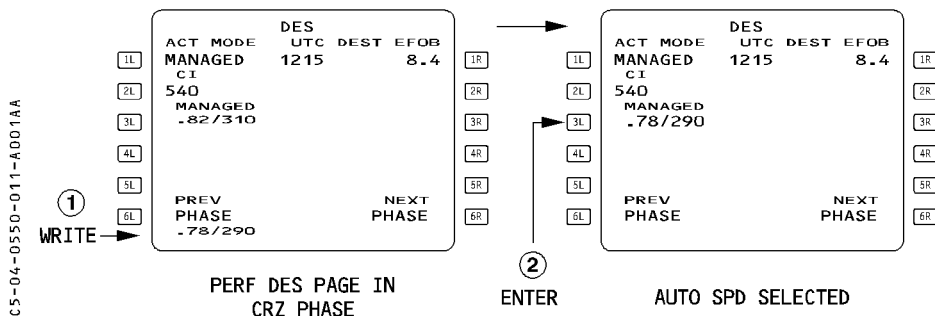 DES
ACT MODE UTC DEST EFOB
1L MANAGED 1215 8.4 1R
CI
2L 540 2R
MANAGED
3L .82/310 3R
4L 4R
5L 5R
PREV NEXT
6L PHASE PHASE 6R
1
WRITE .78/290
PERF DES PAGE IN
CRZ PHASE
DES
ACT MODE UTC DEST EFOB
1L MANAGED 1215 8.4 1R
CI
2L 540 2R
MANAGED
3L .78/290 3R
4L 4R
5L 5R
PREV NEXT
6L PHASE PHASE 6R
2
ENTER
AUTO SPD SELECTED
C5-04-0550-011-A001AA